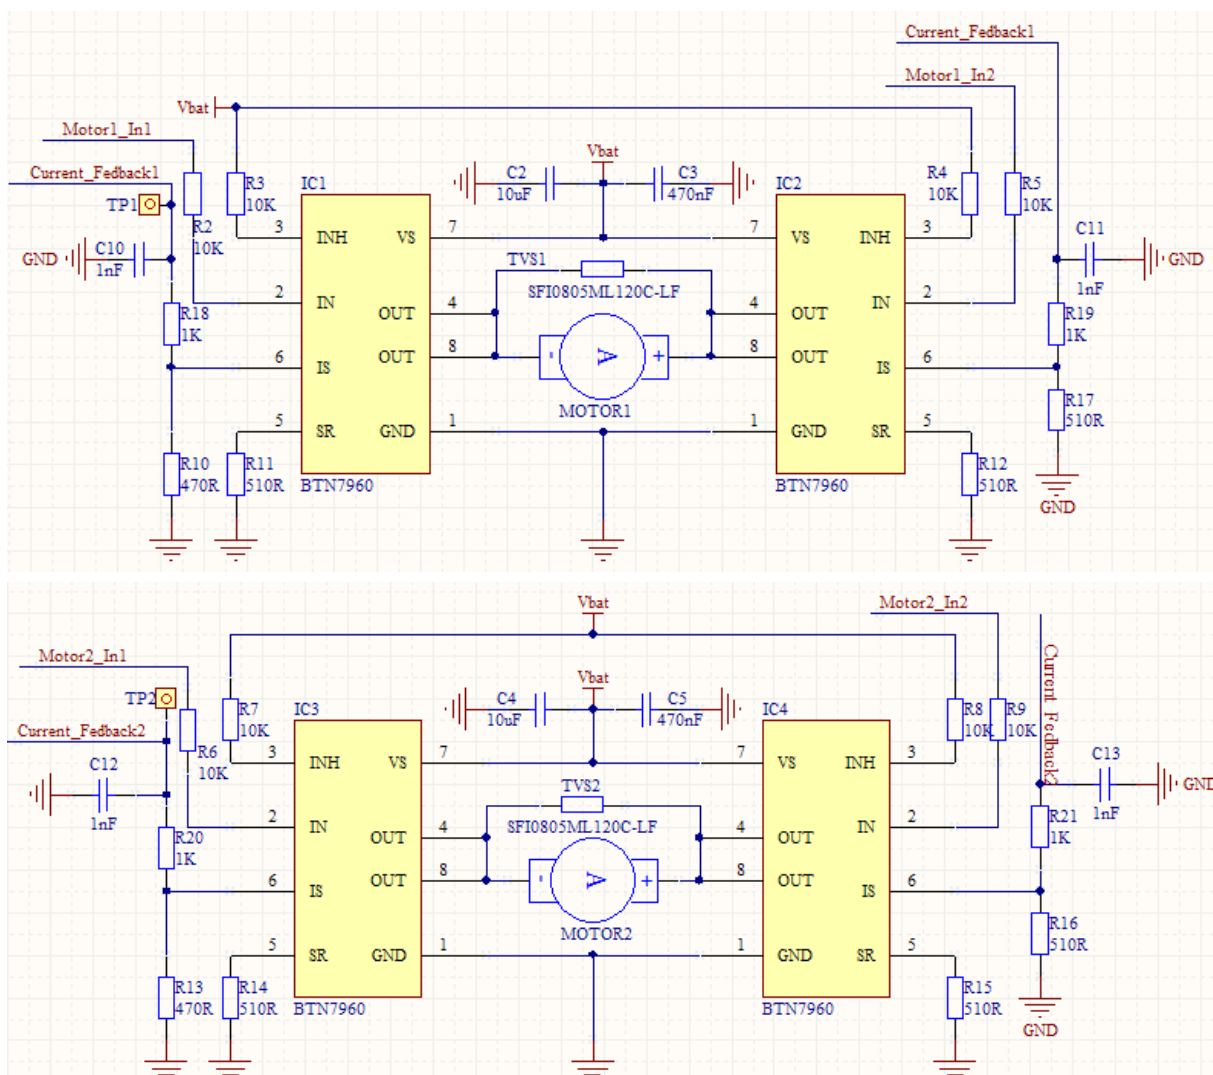 Current_Fedback1
Motor1_In2
Vbat
Motor1_In1
Vbat
Current_Fedback1
TP1
R2
10K
R3
10K
IC1
C2
10uF
C3
470nF
IC2
R4
10K
R5
10K
C10
1nF
GND
C11
1nF
GND
3
INH
VS
7
7
VS
INH
3
TVS1
SFI0805ML120C-LF
2
IN
OUT
4
4
OUT
IN
2
R18
1K
R19
1K
OUT
8
-
A
+
8
OUT
6
IS
IS
6
MOTOR1
R17
510R
5
SR
GND
1
1
GND
SR
5
R10
470R
R11
510R
BTN7960
BTN7960
R12
510R
GND
Vbat
Motor2_In2
Motor2_In1
Current_Fedback2
TP2
Vbat
R7
10K
IC3
C4
10uF
C5
470nF
IC4
R8
10K
R9
10K
Current_Fedback2
R6
10K
C12
1nF
C13
1nF
GND
3
INH
VS
7
7
VS
INH
3
TVS2
SFI0805ML120C-LF
2
IN
OUT
4
4
OUT
IN
2
R20
1K
R21
1K
OUT
8
-
A
+
8
OUT
6
IS
IS
6
MOTOR2
R16
510R
5
SR
GND
1
1
GND
SR
5
R13
470R
R14
510R
BTN7960
BTN7960
R15
510R
GND